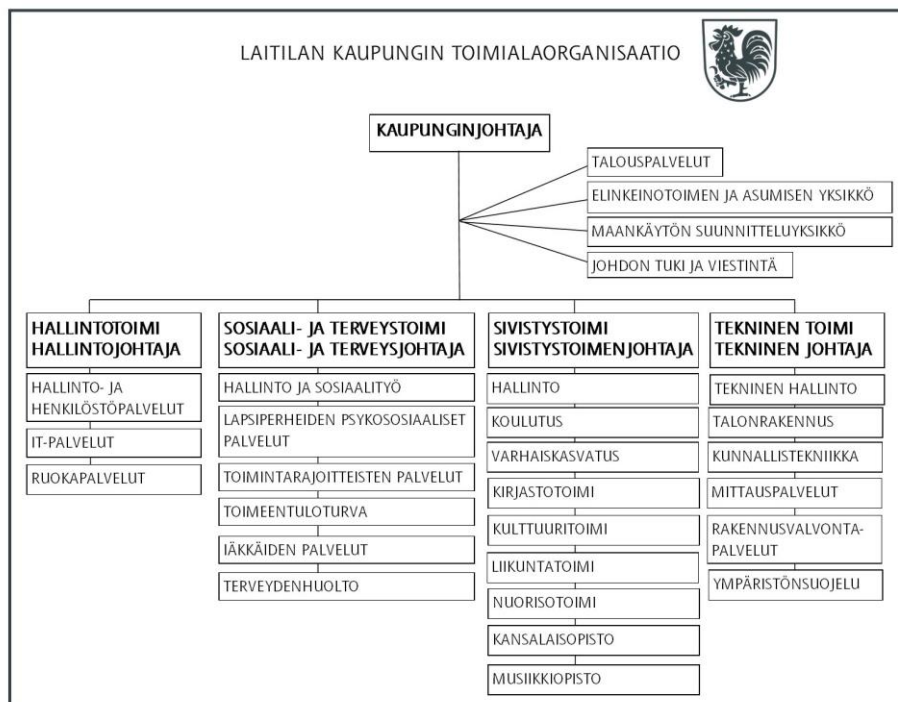 LAITILAN KAUPUNGIN TOIMIALAORGANISAATIO
KAUPUNGINJOHTAJA
TALOUSPALVELUT
ELINKEINOTOIMEN JA ASUMISEN YKSIKKÖ
MAANKÄYTÖN SUUNNITTELUYKSIKKÖ
JOHDON TUKI JA VIESTINTÄ
HALLINTOTOIMI
HALLINTOJOHTAJA
HALLINTO- JA
HENKILÖSTÖPALVELUT
IT-PALVELUT
RUOKAPALVELUT
SOSIAALI- JA TERVEYSTOIMI
SOSIAALI- JA TERVEYSJOHTAJA
HALLINTO JA SOSIAALITYÖ
LAPSIPERHEIDEN PSYKOSOSIAALISET
PALVELUT
TOIMINTARAJOITTEISTEN PALVELUT
TOIMEENTULOTURVA
IÄKKÄIDEN PALVELUT
TERVEYDENHUOLTO
SIVISTYSTOIMI
SIVISTYSTOIMENJOHTAJA
HALLINTO
KOULUTUS
VARHAISKASVATUS
KIRJASTOTOIMI
KULTTUURITOIMI
LIIKUNTATOIMI
NUORISOTOIMI
KANSALAISOPISTO
MUSIIKKIOPISTO
TEKNINEN TOIMI
TEKNINEN JOHTAJA
TEKNINEN HALLINTO
TALONRAKENNUS
KUNNALLISTEKNIIKKA
MITTAUSPALVELUT
RAKENNUSVALVONTA-
PALVELUT
YMPÄRISTÖNSUOJELU